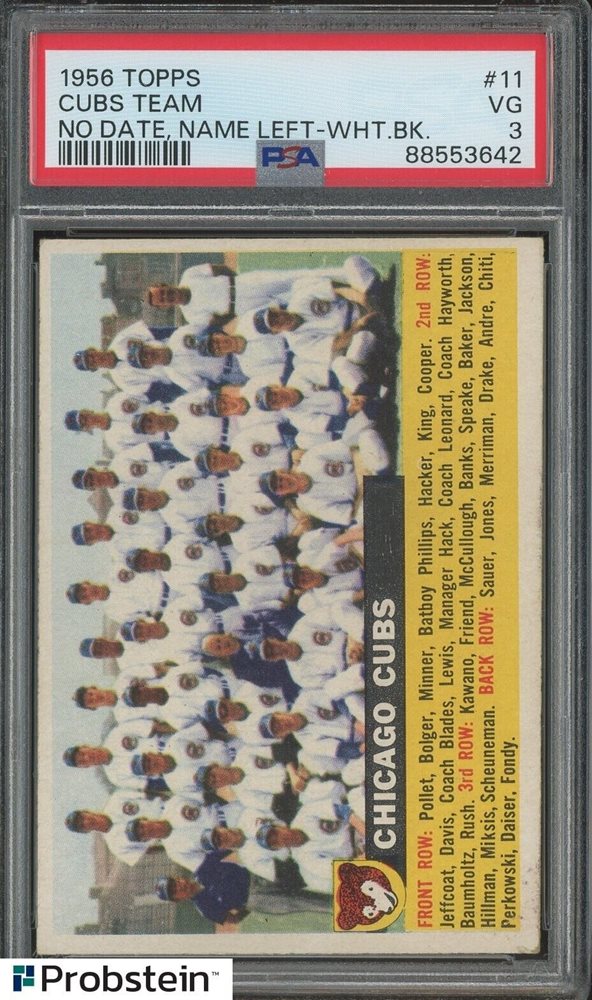 1956 TOPPS #11
CUBS TEAM VG
NO DATE, NAME LEFT-WHT.BK. 3
PSA 88553642
CHICAGO CUBS
FRONT ROW: Pollet, Bolger, Minner, Batboy Phillips, Hacker, King, Cooper. 2nd ROW:
Jeffcoat, Davis, Coach Blades, Lewis, Manager Hack, Coach Leonard, Coach Hayworth,
Baumholtz, Rush. 3rd ROW: Kawano, Friend, McCullough, Banks, Speake, Baker, Jackson,
Hillman, Miksis, Scheuneman. BACK ROW: Sauer, Jones, Merriman, Drake, Andre, Chiti,
Perkowski, Daiser, Fondy.
Probstein™